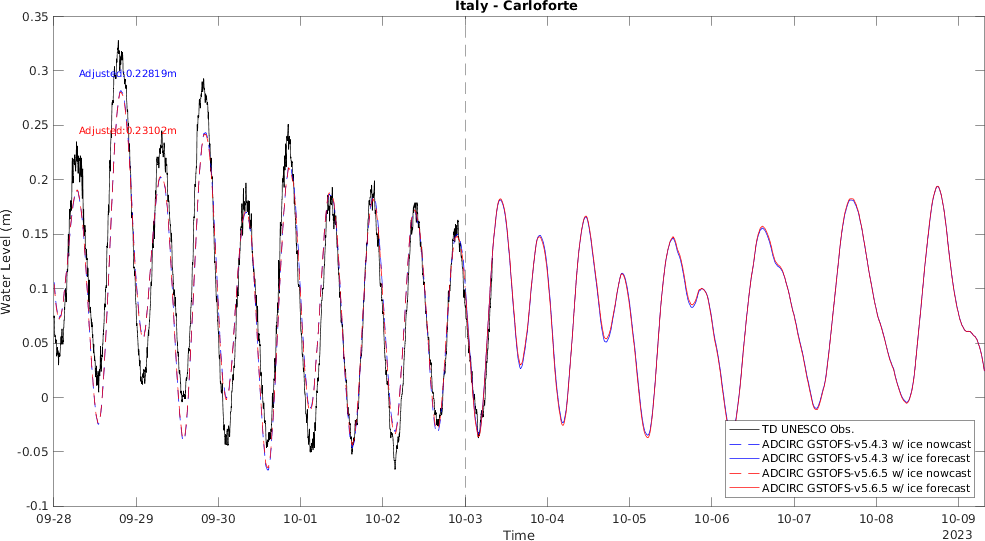 Italy - Carloforte
0.35
0.3
0.25
0.2
0.15
0.1
0.05
0
-0.05
-0.1
Water Level (m)
Adjusted:0.22819m
Adjusted:0.23102m
TD UNESCO Obs.
ADCIRC GSTOFS-v5.4.3 w/ ice nowcast
ADCIRC GSTOFS-v5.4.3 w/ ice forecast
ADCIRC GSTOFS-v5.6.5 w/ ice nowcast
ADCIRC GSTOFS-v5.6.5 w/ ice forecast
09-28 09-29 09-30 10-01 10-02 10-03 10-04 10-05 10-06 10-07 10-08 10-09
Time
2023